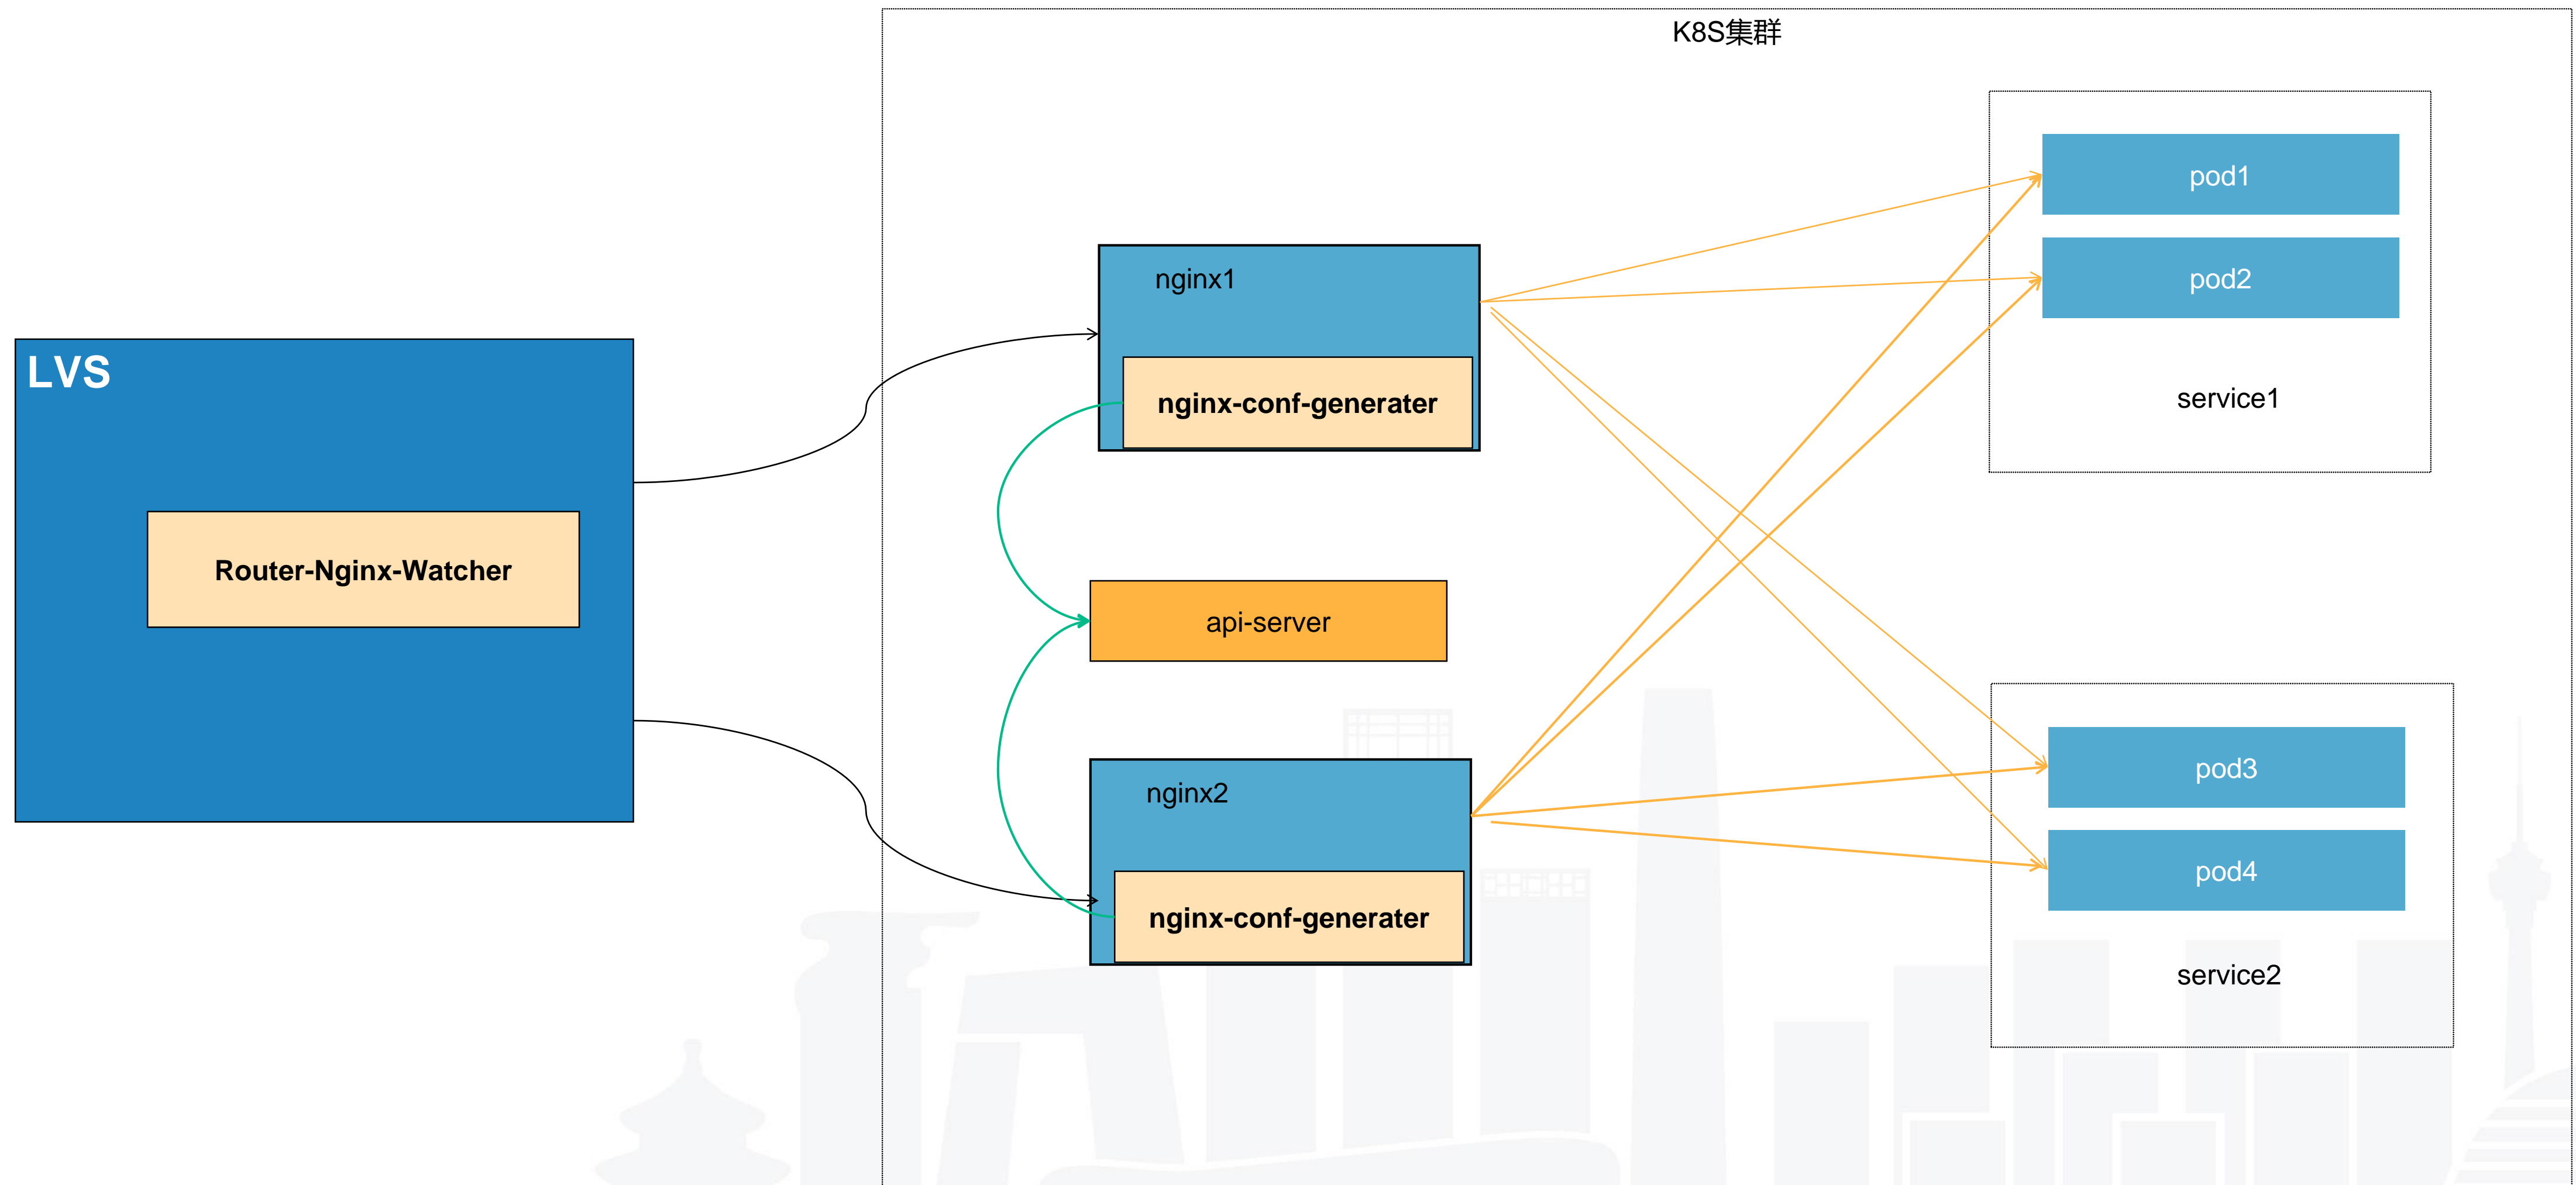 K8S集群
LVS
Router-Nginx-Watcher
nginx1
nginx-conf-generater
api-server
nginx2
nginx-conf-generater
pod1
pod2
service1
pod3
pod4
service2